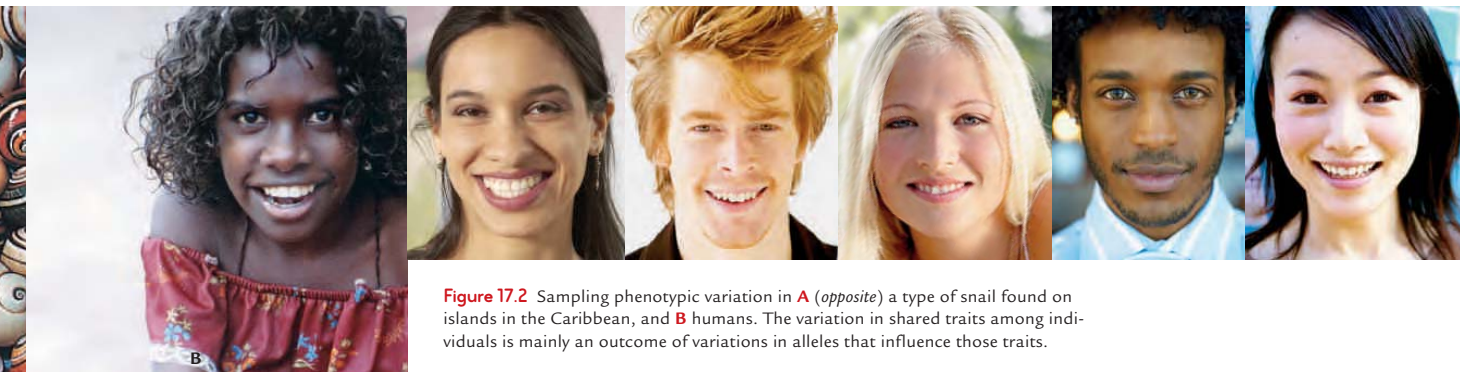 B
Figure 17.2 Sampling phenotypic variation in A (opposite) a type of snail found on
islands in the Caribbean, and B humans. The variation in shared traits among indi-
viduals is mainly an outcome of variations in alleles that influence those traits.